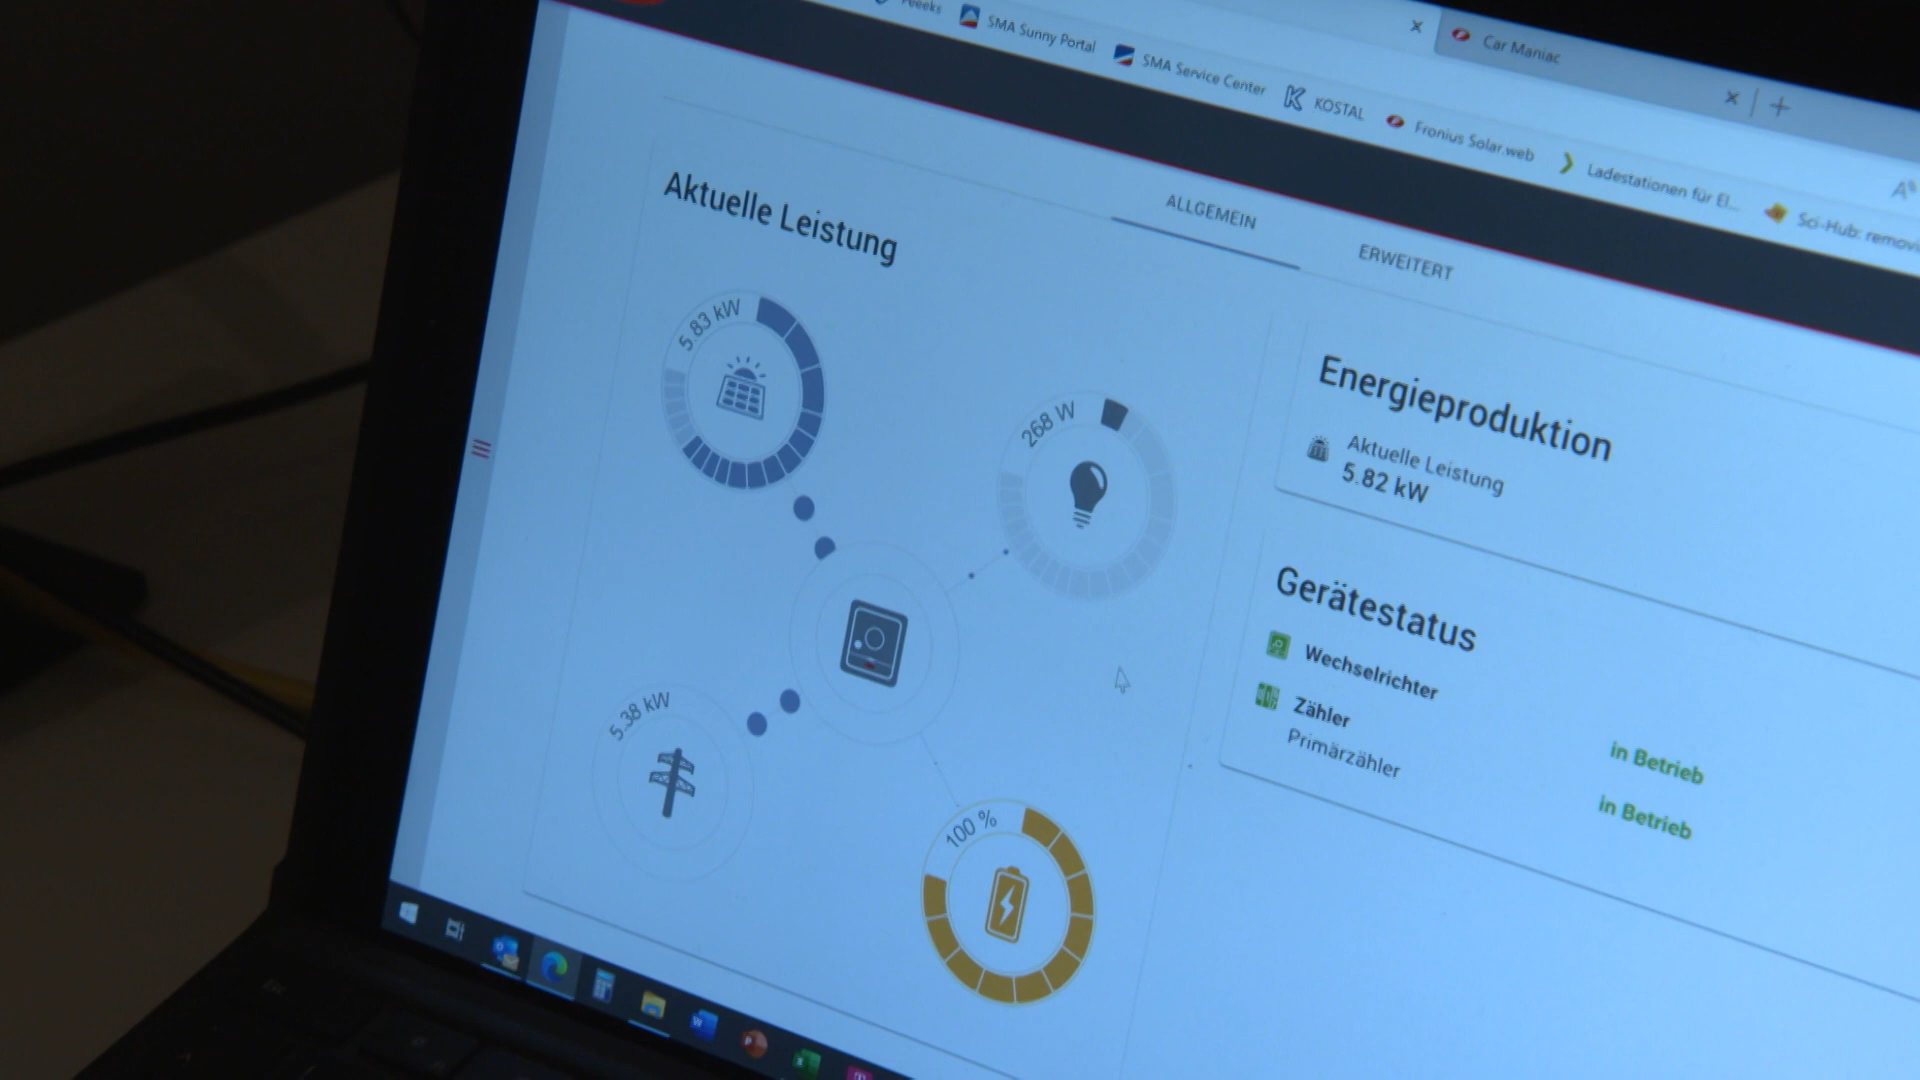 Car Maniac
Peeeks
SMA Sunny Portal
SMA Service Center
KOSTAL
Fronius Solar.web
Ladestationen für El...
Sci-Hub: remov
ALLGEMEIN
ERWEITERT
Aktuelle Leistung
5.83 kW
268 W
5.38 kW
100 %
Energieproduktion
Aktuelle Leistung
5.82 kW
Gerätestatus
Wechselrichter
in Betrieb
Zähler
Primärzähler
in Betrieb